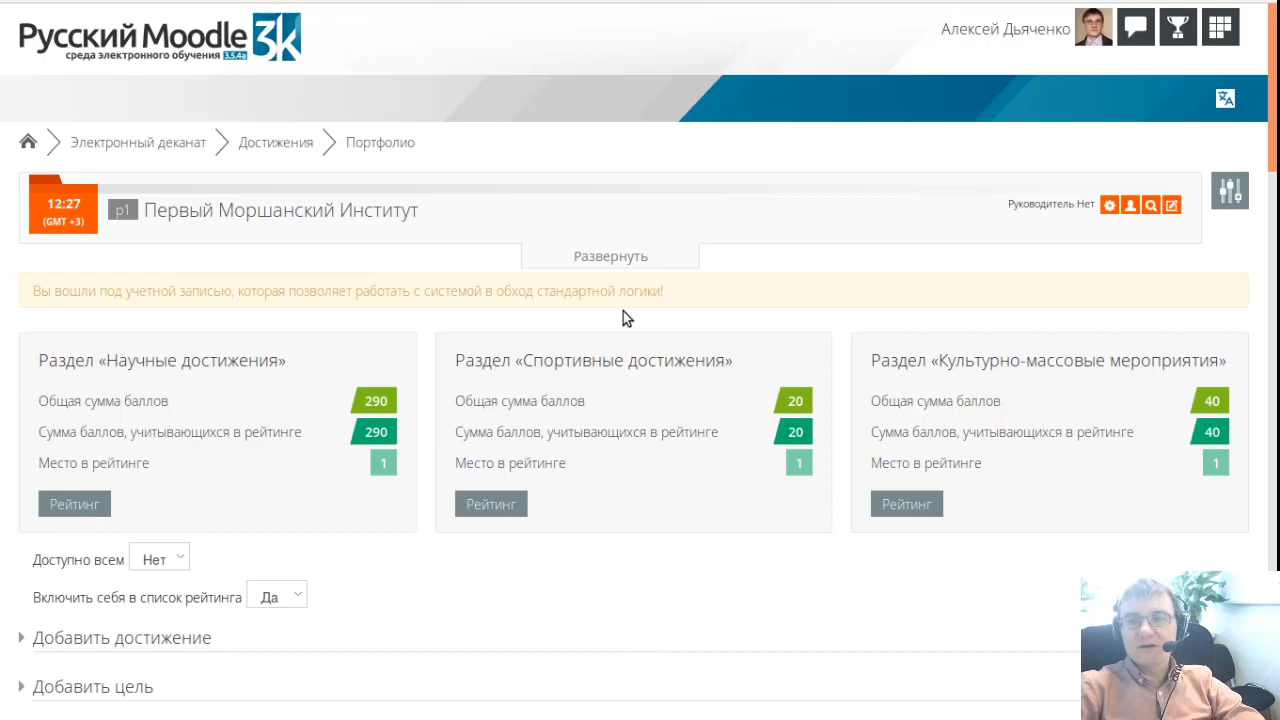 Русский Moodle 3k
среда электронного обучения 3.5.4a
Алексей Дьяченко
Электронный деканат
Достижения
Портфолио
12:27
(GMT +3)
p1 Первый Моршанский Институт
Руководитель Нет
Развернуть
Вы вошли под учетной записью, которая позволяет работать с системой в обход стандартной логики!
Раздел «Научные достижения»
Общая сумма баллов 290
Сумма баллов, учитывающихся в рейтинге 290
Место в рейтинге 1
Рейтинг
Раздел «Спортивные достижения»
Общая сумма баллов 20
Сумма баллов, учитывающихся в рейтинге 20
Место в рейтинге 1
Рейтинг
Раздел «Культурно-массовые мероприятия»
Общая сумма баллов 40
Сумма баллов, учитывающихся в рейтинге 40
Место в рейтинге 1
Рейтинг
Доступно всем Нет
Включить себя в список рейтинга Да
Добавить достижение
Добавить цель